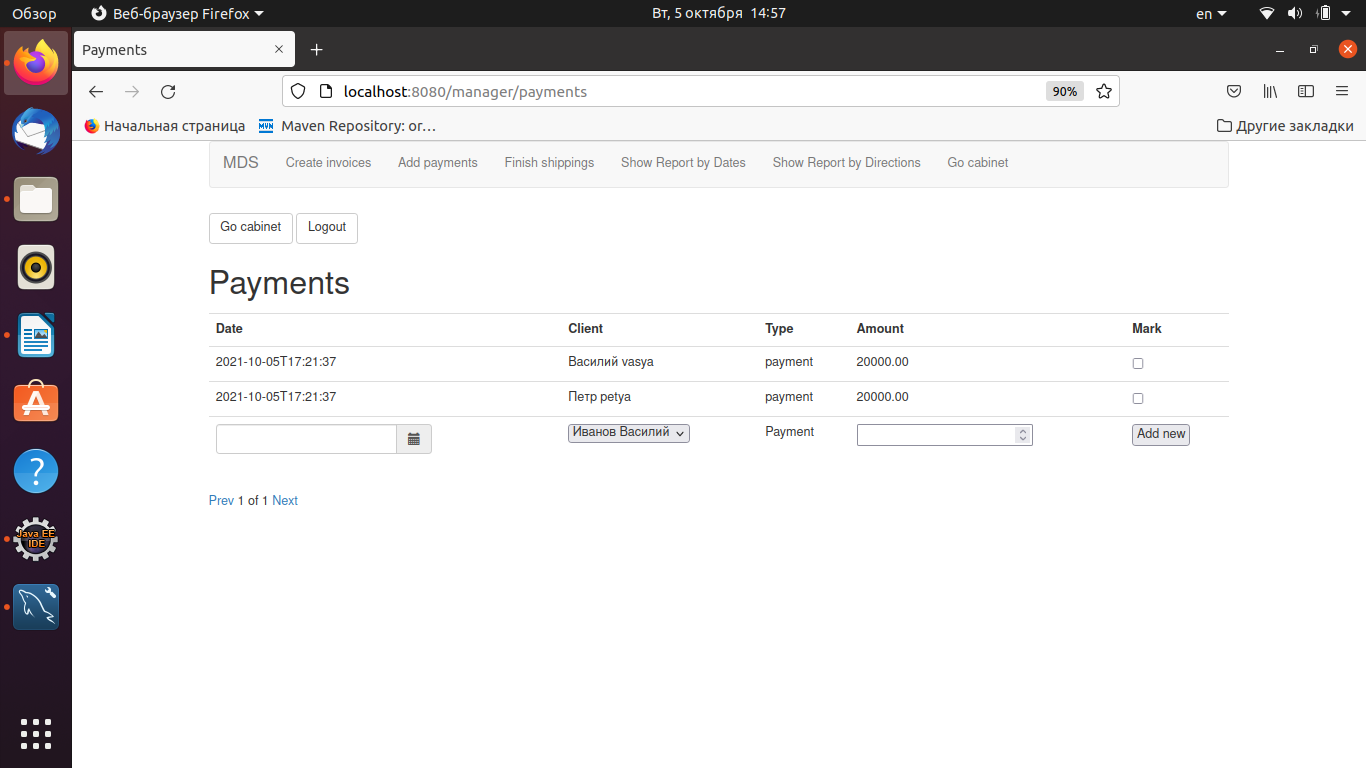 Обзор Веб-браузер Firefox Вт, 5 октября 14:57 en
Payments
localhost:8080/manager/payments 90%
Начальная страница Maven Repository: or… Другие закладки
MDS Create invoices Add payments Finish shippings Show Report by Dates Show Report by Directions Go cabinet
Go cabinet Logout
Payments
Date Client Type Amount Mark
2021-10-05T17:21:37 Василий vasya payment 20000.00
2021-10-05T17:21:37 Петр petya payment 20000.00
Иванов Василий Payment Add new
Prev 1 of 1 Next
?
Java EE
IDE